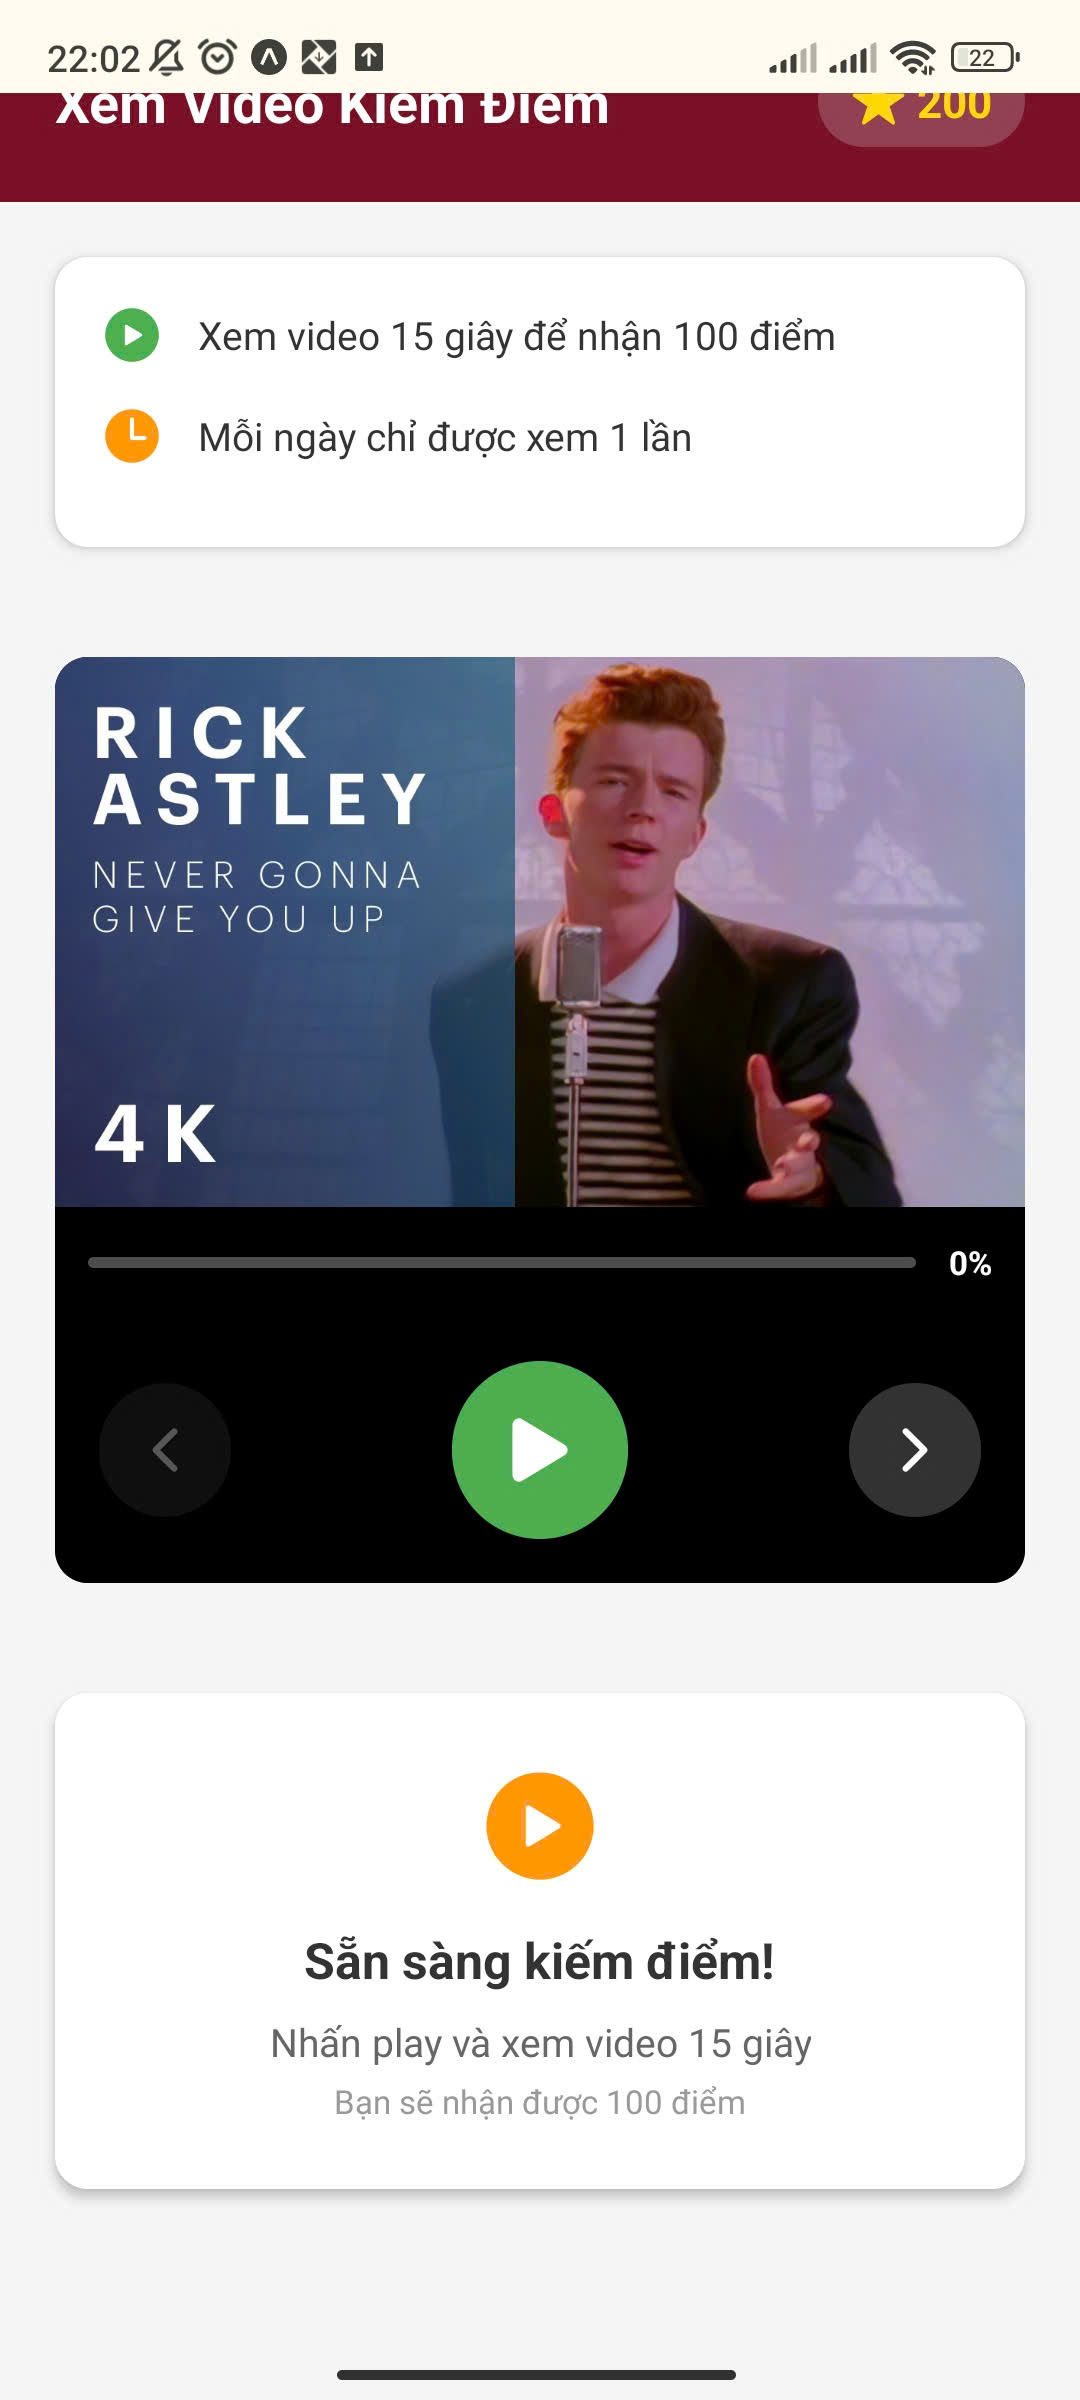 22:02
22
Xem Video Kiếm Điểm
200
Xem video 15 giây để nhận 100 điểm
Mỗi ngày chỉ được xem 1 lần
RICK
ASTLEY
NEVER GONNA
GIVE YOU UP
4K
0%
Sẵn sàng kiếm điểm!
Nhấn play và xem video 15 giây
Bạn sẽ nhận được 100 điểm